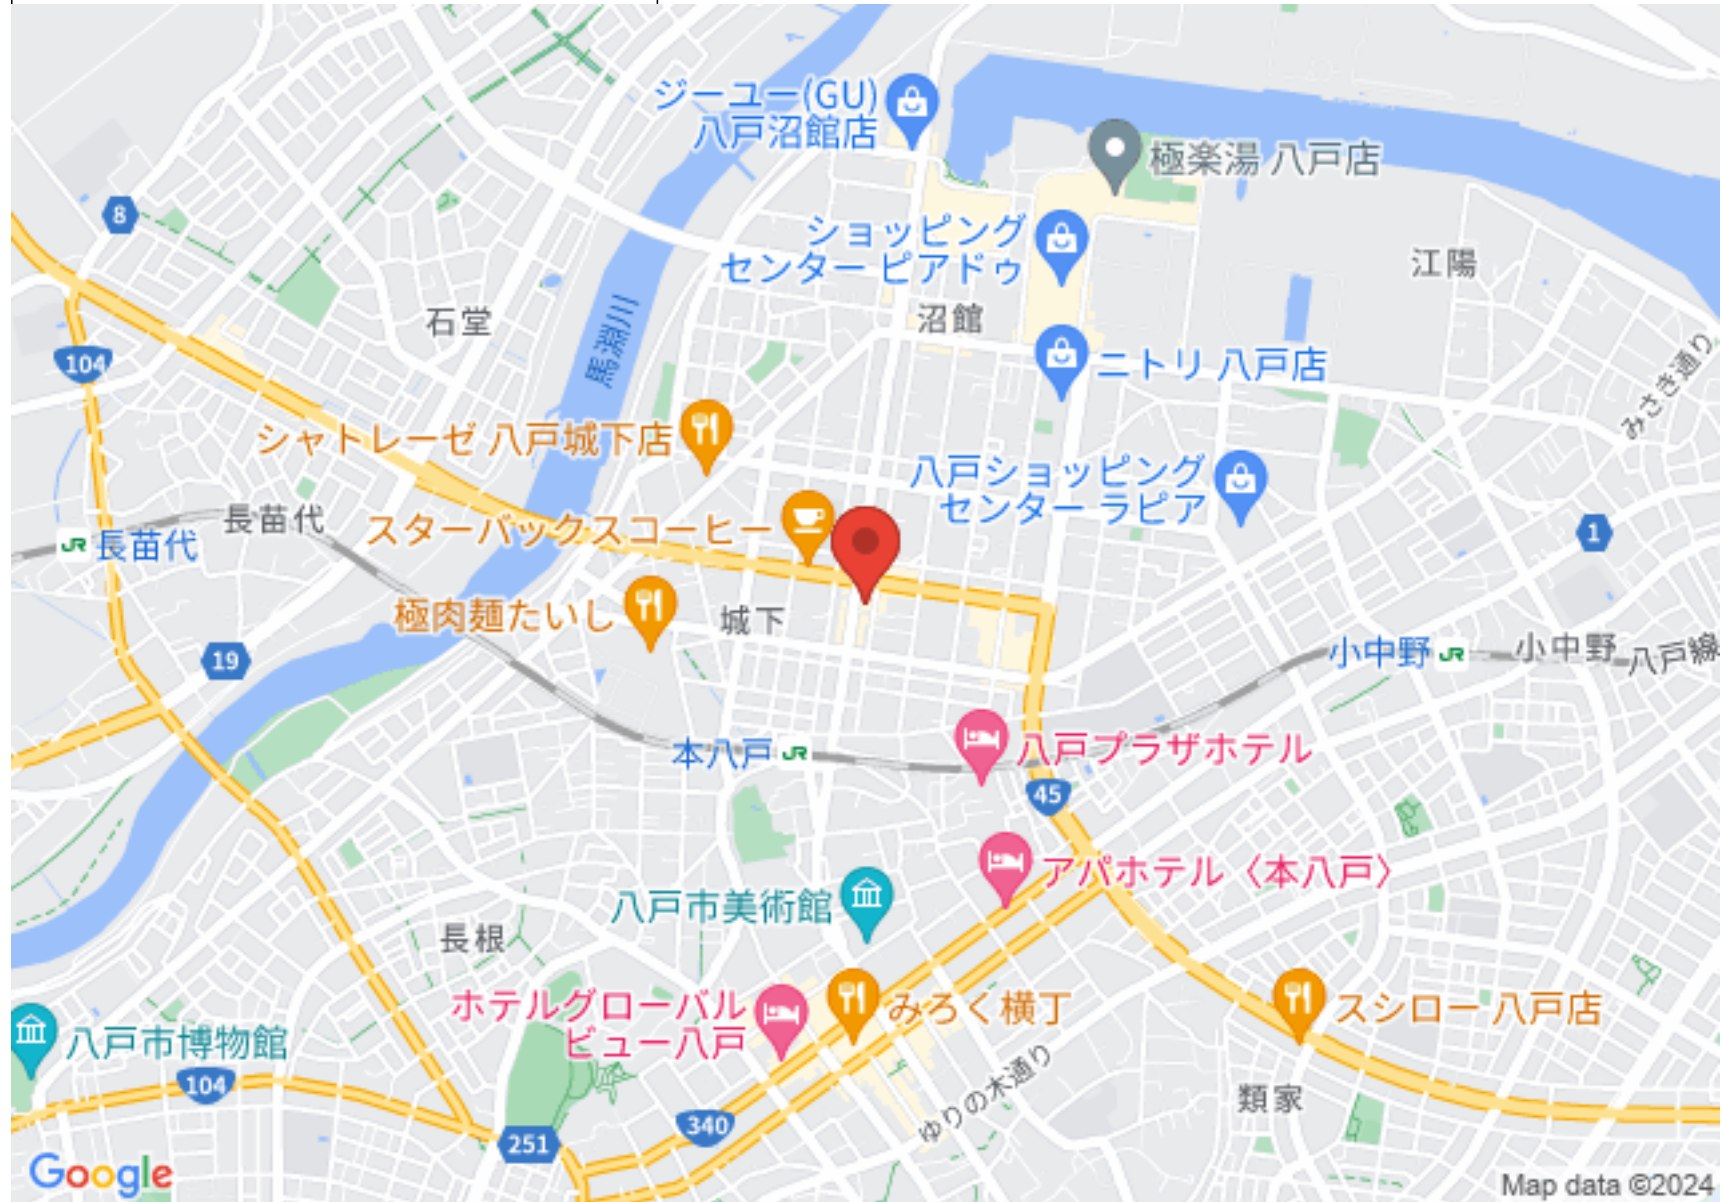 ジーユー(GU)
八戸沼館店
極楽湯 八戸店
8
ショッピング
センター ピアドゥ
江陽
石堂
馬淵川
沼館
104
ニトリ 八戸店
みさき通り
シャトレーゼ 八戸城下店
八戸ショッピング
センター ラピア
スターバックスコーヒー
長苗代
JR 長苗代
1
極肉麺たいし
城下
19
小中野 JR
小中野
八戸線
本八戸 JR
八戸プラザホテル
45
アパホテル〈本八戸〉
八戸市美術館
長根
ホテルグローバル
ビュー八戸
みろく横丁
スシロー 八戸店
八戸市博物館
104
ゆりの木通り
類家
340
251
Google
Map data ©2024